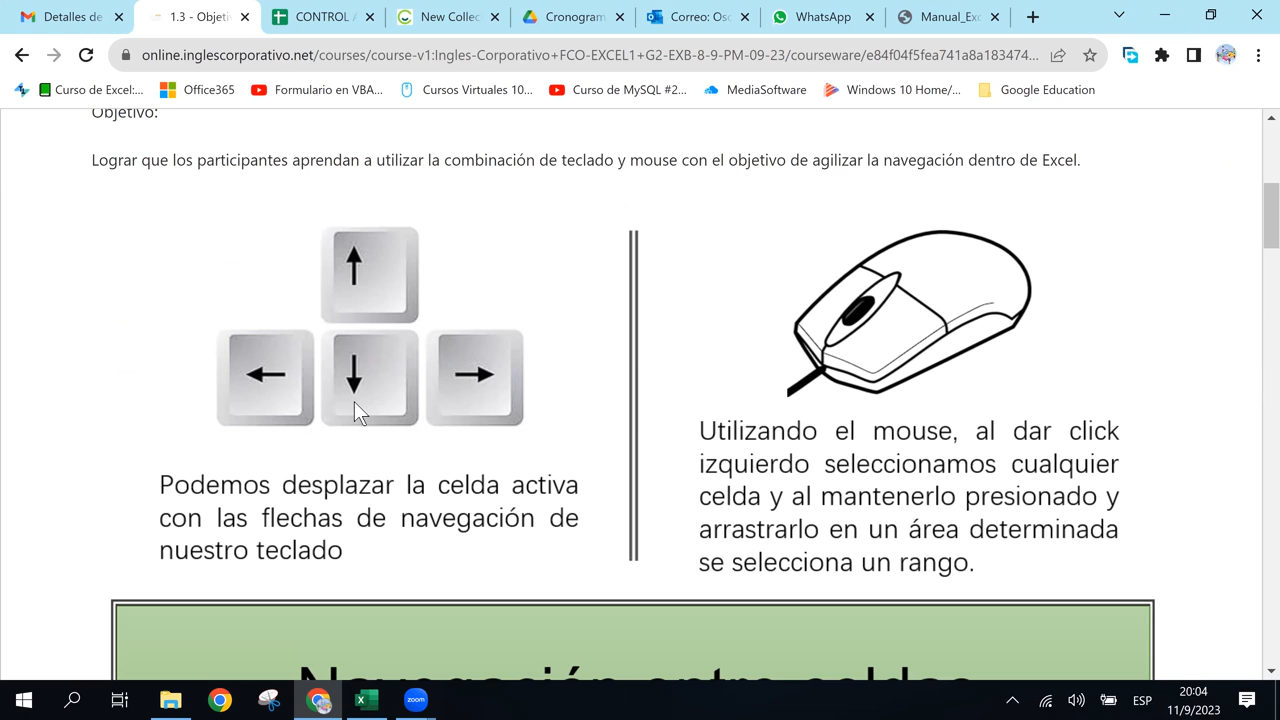 Detalles de
1.3 - Objeti
CONTROL
New Collec
Cronogram
Correo: Osc
WhatsApp
Manual_Exc
online.inglescorporativo.net/courses/course-v1:Ingles-Corporativo+FCO-EXCEL1+G2-EXB-8-9-PM-09-23/courseware/e84f04f5fea741a8a183474...
Curso de Excel:...
Office365
Formulario en VBA...
Cursos Virtuales 10...
Curso de MySQL #2...
MediaSoftware
Windows 10 Home/...
Google Education
Objetivo:
Lograr que los participantes aprendan a utilizar la combinación de teclado y mouse con el objetivo de agilizar la navegación dentro de Excel.
Podemos desplazar la celda activa
con las flechas de navegación de
nuestro teclado
Utilizando el mouse, al dar click
izquierdo seleccionamos cualquier
celda y al mantenerlo presionado y
arrastrarlo en un área determinada
se selecciona un rango.
Navegación entre celdas
zoom
ESP
20:04
11/9/2023